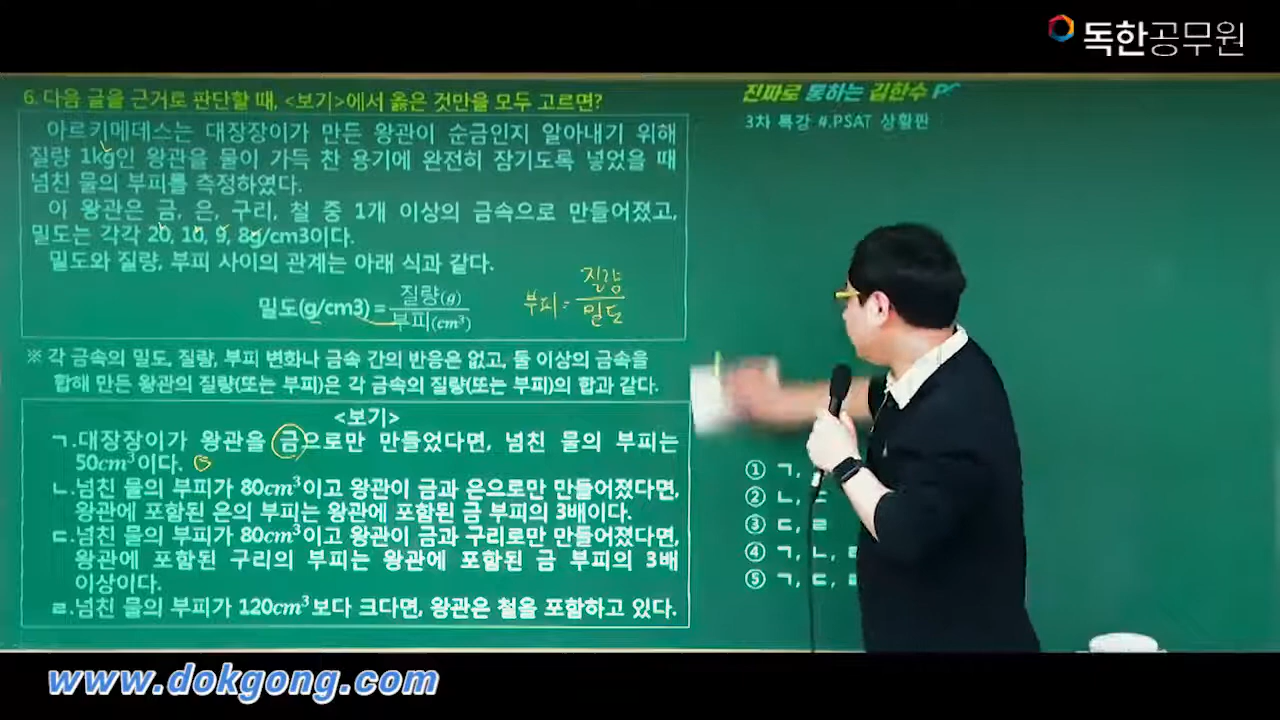 독한공무원
6. 다음 글을 근거로 판단할 때, <보기>에서 옳은 것만을 모두 고르면?
아르키메데스는 대장장이가 만든 왕관이 순금인지 알아내기 위해
질량 1kg인 왕관을 물이 가득 찬 용기에 완전히 잠기도록 넣었을 때
넘친 물의 부피를 측정하였다.
이 왕관은 금, 은, 구리, 철 중 1개 이상의 금속으로 만들어졌고,
밀도는 각각 20, 10, 9, 8g/cm3이다.
밀도와 질량, 부피 사이의 관계는 아래 식과 같다.
밀도(g/cm3) = 질량(g) / 부피(cm³)
부피 = 질량 / 밀도
※ 각 금속의 밀도, 질량, 부피 변화나 금속 간의 반응은 없고, 둘 이상의 금속을
합해 만든 왕관의 질량(또는 부피)은 각 금속의 질량(또는 부피)의 합과 같다.
<보기>
ㄱ.대장장이가 왕관을 금으로만 만들었다면, 넘친 물의 부피는
50cm³이다.
ㄴ.넘친 물의 부피가 80cm³이고 왕관이 금과 은으로만 만들어졌다면,
왕관에 포함된 은의 부피는 왕관에 포함된 금 부피의 3배이다.
ㄷ.넘친 물의 부피가 80cm³이고 왕관이 금과 구리로만 만들어졌다면,
왕관에 포함된 구리의 부피는 왕관에 포함된 금 부피의 3배
이상이다.
ㄹ.넘친 물의 부피가 120cm³보다 크다면, 왕관은 철을 포함하고 있다.
진짜로 통하는 김한수
3차 특강 #.PSAT 상황판
① ㄱ,
② ㄴ, ㄷ
③ ㄷ, ㄹ
④ ㄱ, ㄴ,
⑤ ㄱ, ㄷ,
www.dokgong.com